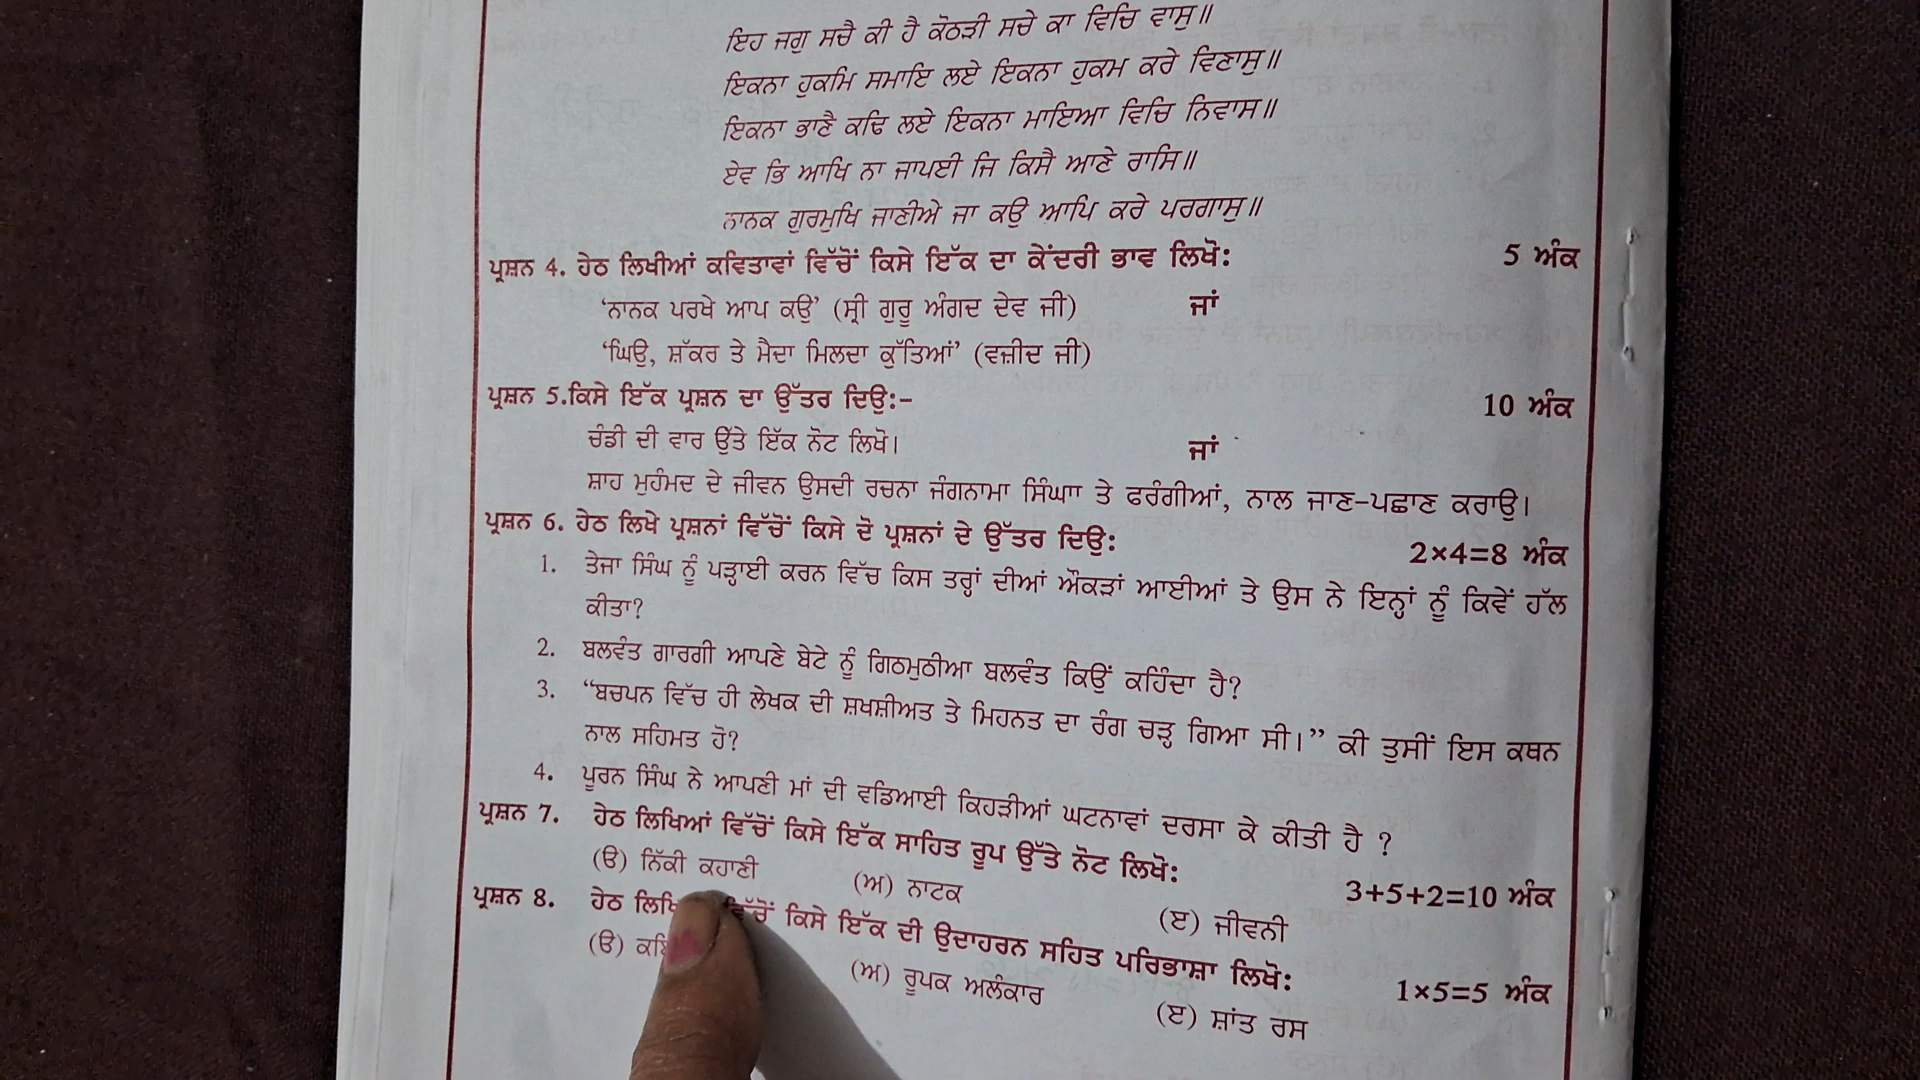 ਇਹ ਜਗੁ ਸਚੈ ਕੀ ਹੈ ਕੋਠੜੀ ਸਚੇ ਕਾ ਵਿਚਿ ਵਾਸੁ॥
ਇਕਨਾ ਹੁਕਮਿ ਸਮਾਇ ਲਏ ਇਕਨਾ ਹੁਕਮ ਕਰੇ ਵਿਣਾਸੁ॥
ਇਕਨਾ ਭਾਣੈ ਕਢਿ ਲਏ ਇਕਨਾ ਮਾਇਆ ਵਿਚਿ ਨਿਵਾਸ॥
ਏਵ ਭਿ ਆਖਿ ਨਾ ਜਾਪਈ ਜਿ ਕਿਸੈ ਆਣੇ ਰਾਸਿ॥
ਨਾਨਕ ਗੁਰਮੁਖਿ ਜਾਣੀਐ ਜਾ ਕਉ ਆਪਿ ਕਰੇ ਪਰਗਾਸੁ॥
ਪ੍ਰਸ਼ਨ 4. ਹੇਠ ਲਿਖੀਆਂ ਕਵਿਤਾਵਾਂ ਵਿੱਚੋਂ ਕਿਸੇ ਇੱਕ ਦਾ ਕੇਂਦਰੀ ਭਾਵ ਲਿਖੋ: 5 ਅੰਕ
‘ਨਾਨਕ ਪਰਖੇ ਆਪ ਕਉ’ (ਸ੍ਰੀ ਗੁਰੂ ਅੰਗਦ ਦੇਵ ਜੀ) ਜਾਂ
‘ਘਿਉ, ਸ਼ੱਕਰ ਤੇ ਮੈਦਾ ਮਿਲਦਾ ਕੁੱਤਿਆਂ’ (ਵਜ਼ੀਦ ਜੀ)
ਪ੍ਰਸ਼ਨ 5.ਕਿਸੇ ਇੱਕ ਪ੍ਰਸ਼ਨ ਦਾ ਉੱਤਰ ਦਿਉ:- 10 ਅੰਕ
ਚੰਡੀ ਦੀ ਵਾਰ ਉੱਤੇ ਇੱਕ ਨੋਟ ਲਿਖੋ। ਜਾਂ
ਸ਼ਾਹ ਮੁਹੰਮਦ ਦੇ ਜੀਵਨ ਉਸਦੀ ਰਚਨਾ ਜੰਗਨਾਮਾ ਸਿੰਘਾਾ ਤੇ ਫਰੰਗੀਆਂ, ਨਾਲ ਜਾਣ-ਪਛਾਣ ਕਰਾਉ।
ਪ੍ਰਸ਼ਨ 6. ਹੇਠ ਲਿਖੇ ਪ੍ਰਸ਼ਨਾਂ ਵਿੱਚੋਂ ਕਿਸੇ ਦੋ ਪ੍ਰਸ਼ਨਾਂ ਦੇ ਉੱਤਰ ਦਿਉ: 2×4=8 ਅੰਕ
1. ਤੇਜਾ ਸਿੰਘ ਨੂੰ ਪੜ੍ਹਾਈ ਕਰਨ ਵਿੱਚ ਕਿਸ ਤਰ੍ਹਾਂ ਦੀਆਂ ਔਕੜਾਂ ਆਈਆਂ ਤੇ ਉਸ ਨੇ ਇਨ੍ਹਾਂ ਨੂੰ ਕਿਵੇਂ ਹੱਲ
ਕੀਤਾ?
2. ਬਲਵੰਤ ਗਾਰਗੀ ਆਪਣੇ ਬੇਟੇ ਨੂੰ ਗਿਠਮੁਠੀਆ ਬਲਵੰਤ ਕਿਉਂ ਕਹਿੰਦਾ ਹੈ?
3. “ਬਚਪਨ ਵਿੱਚ ਹੀ ਲੇਖਕ ਦੀ ਸ਼ਖਸ਼ੀਅਤ ਤੇ ਮਿਹਨਤ ਦਾ ਰੰਗ ਚੜ੍ਹ ਗਿਆ ਸੀ।” ਕੀ ਤੁਸੀਂ ਇਸ ਕਥਨ
ਨਾਲ ਸਹਿਮਤ ਹੋ?
4. ਪੂਰਨ ਸਿੰਘ ਨੇ ਆਪਣੀ ਮਾਂ ਦੀ ਵਡਿਆਈ ਕਿਹੜੀਆਂ ਘਟਨਾਵਾਂ ਦਰਸਾ ਕੇ ਕੀਤੀ ਹੈ ?
ਪ੍ਰਸ਼ਨ 7. ਹੇਠ ਲਿਖਿਆਂ ਵਿੱਚੋਂ ਕਿਸੇ ਇੱਕ ਸਾਹਿਤ ਰੂਪ ਉੱਤੇ ਨੋਟ ਲਿਖੋ: 3+5+2=10 ਅੰਕ
(ੳ) ਨਿੱਕੀ ਕਹਾਣੀ (ਅ) ਨਾਟਕ (ੲ) ਜੀਵਨੀ
ਪ੍ਰਸ਼ਨ 8. ਹੇਠ ਵਿੱਚੋਂ ਕਿਸੇ ਇੱਕ ਦੀ ਉਦਾਹਰਨ ਸਹਿਤ ਪਰਿਭਾਸ਼ਾ ਲਿਖੋ: 1×5=5 ਅੰਕ
(ੳ) (ਅ) ਰੂਪਕ ਅਲੰਕਾਰ (ੲ) ਸ਼ਾਂਤ ਰਸ